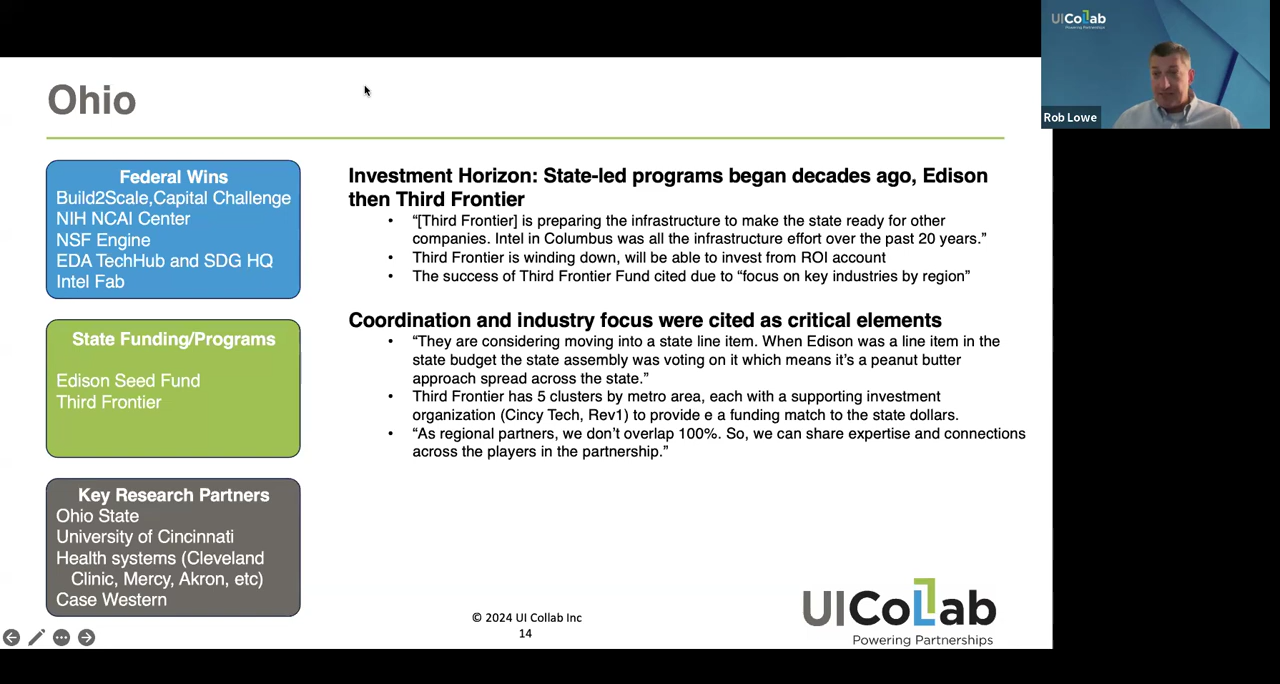 Ohio
Federal Wins
Build2Scale,Capital Challenge
NIH NCAI Center
NSF Engine
EDA TechHub and SDG HQ
Intel Fab
State Funding/Programs
Edison Seed Fund
Third Frontier
Key Research Partners
Ohio State
University of Cincinnati
Health systems (Cleveland
Clinic, Mercy, Akron, etc)
Case Western
Investment Horizon: State-led programs began decades ago, Edison
then Third Frontier
• “[Third Frontier] is preparing the infrastructure to make the state ready for other
companies. Intel in Columbus was all the infrastructure effort over the past 20 years.”
• Third Frontier is winding down, will be able to invest from ROI account
• The success of Third Frontier Fund cited due to “focus on key industries by region”
Coordination and industry focus were cited as critical elements
• “They are considering moving into a state line item. When Edison was a line item in the
state budget the state assembly was voting on it which means it’s a peanut butter
approach spread across the state.”
• Third Frontier has 5 clusters by metro area, each with a supporting investment
organization (Cincy Tech, Rev1) to provide e a funding match to the state dollars.
• “As regional partners, we don’t overlap 100%. So, we can share expertise and connections
across the players in the partnership.”
© 2024 UI Collab Inc
14
UICoLab
Powering Partnerships
UICoLab
Powering Partnerships
Rob Lowe